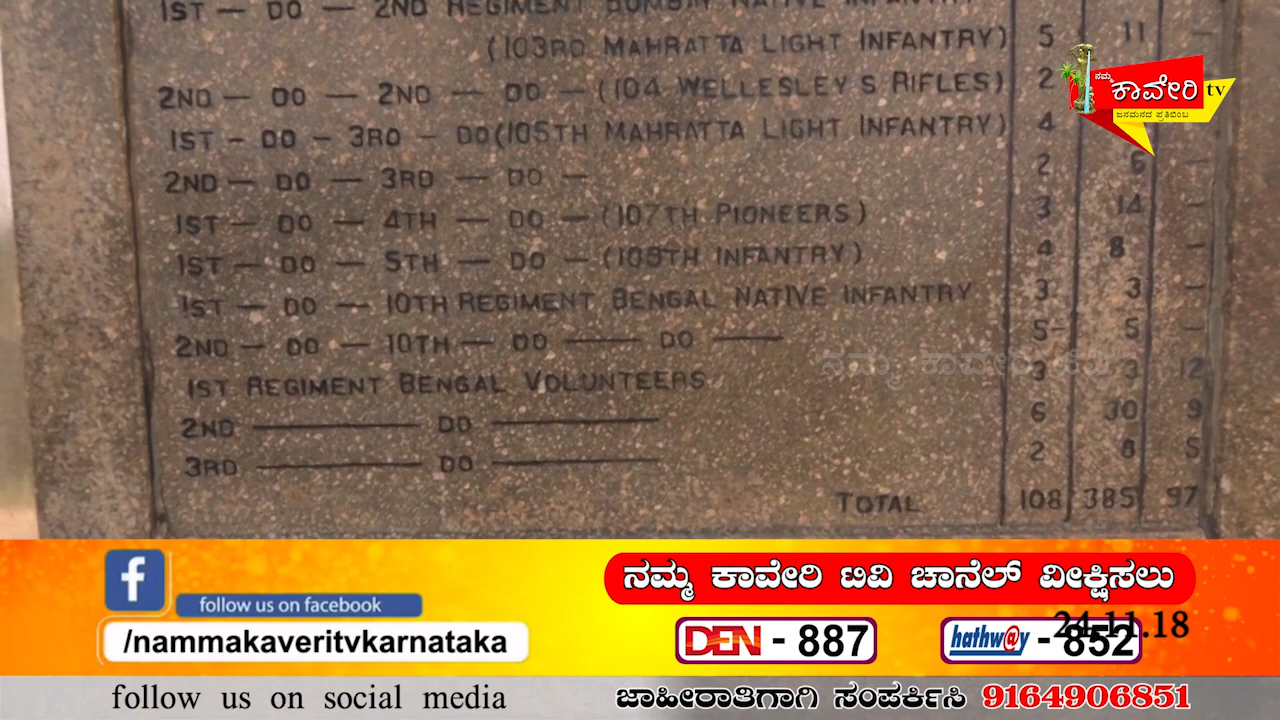 1ST — DO — 2ND REGIMENT BOMBAY NATIVE INFANTRY
(103RD MAHRATTA LIGHT INFANTRY) 5 11 —
2ND — DO — 2ND DO — (104 WELLESLEY'S RIFLES) 2
1ST — DO — 3RD DO (105TH MAHRATTA LIGHT INFANTRY) 4
2ND — DO — 3RD — DO — 2 6 —
1ST — DO — 4TH — DO — (107TH PIONEERS) 3 14 —
1ST — DO — 5TH — DO — (109TH INFANTRY) 4 8 —
1ST — DO — 10TH REGIMENT BENGAL NATIVE INFANTRY 3 3 —
2ND — DO — 10TH — DO — DO — 5 5 —
1ST REGIMENT BENGAL VOLUNTEERS 3 3 12
2ND — DO — 6 30 9
3RD — DO — 2 8 5
TOTAL 108 385 97
ನಮ್ಮ
ಕಾವೇರಿ tv
ಜನಮನದ ಪ್ರತಿಬಿಂಬ
ನಮ್ಮ ಕಾವೇರಿ
f
follow us on facebook
/nammakaveritvkarnataka
ನಮ್ಮ ಕಾವೇರಿ ಟಿವಿ ಚಾನೆಲ್ ವೀಕ್ಷಿಸಲು
DEN - 887
hathw@y - 852
24.11.18
follow us on social media
ಜಾಹೀರಾತಿಗಾಗಿ ಸಂಪರ್ಕಿಸಿ 9164906851